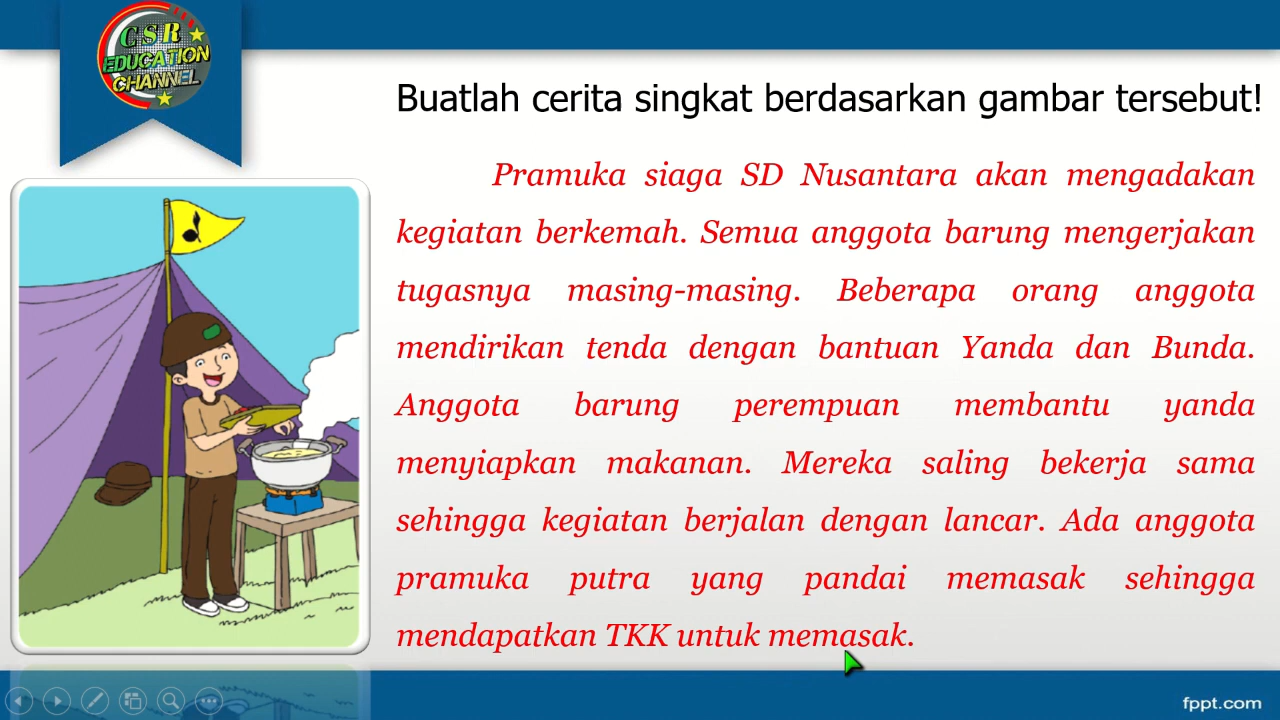 CSR
EDUCATION
CHANNEL
Buatlah cerita singkat berdasarkan gambar tersebut!
Pramuka siaga SD Nusantara akan mengadakan
kegiatan berkemah. Semua anggota barung mengerjakan
tugasnya masing-masing. Beberapa orang anggota
mendirikan tenda dengan bantuan Yanda dan Bunda.
Anggota barung perempuan membantu yanda
menyiapkan makanan. Mereka saling bekerja sama
sehingga kegiatan berjalan dengan lancar. Ada anggota
pramuka putra yang pandai memasak sehingga
mendapatkan TKK untuk memasak.
fppt.com